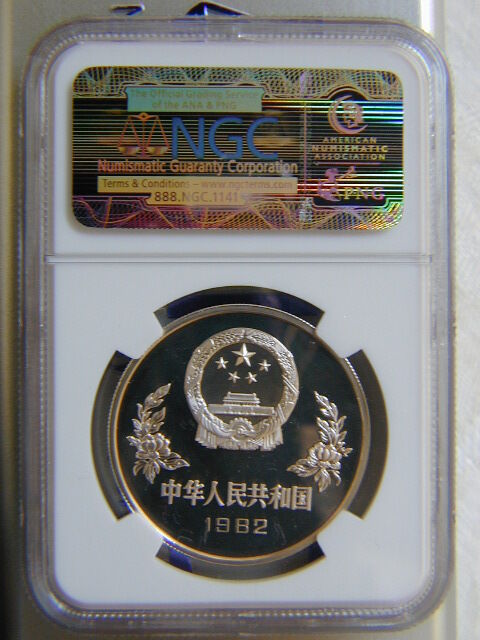 The Official Grading Service
of the ANA & PNG
NGC
Numismatic Guaranty Corporation
Terms & Conditions – www.ngcterms.com
888.NGC.1141
AMERICAN
NUMISMATIC
ASSOCIATION
PNG
中华人民共和国
1982